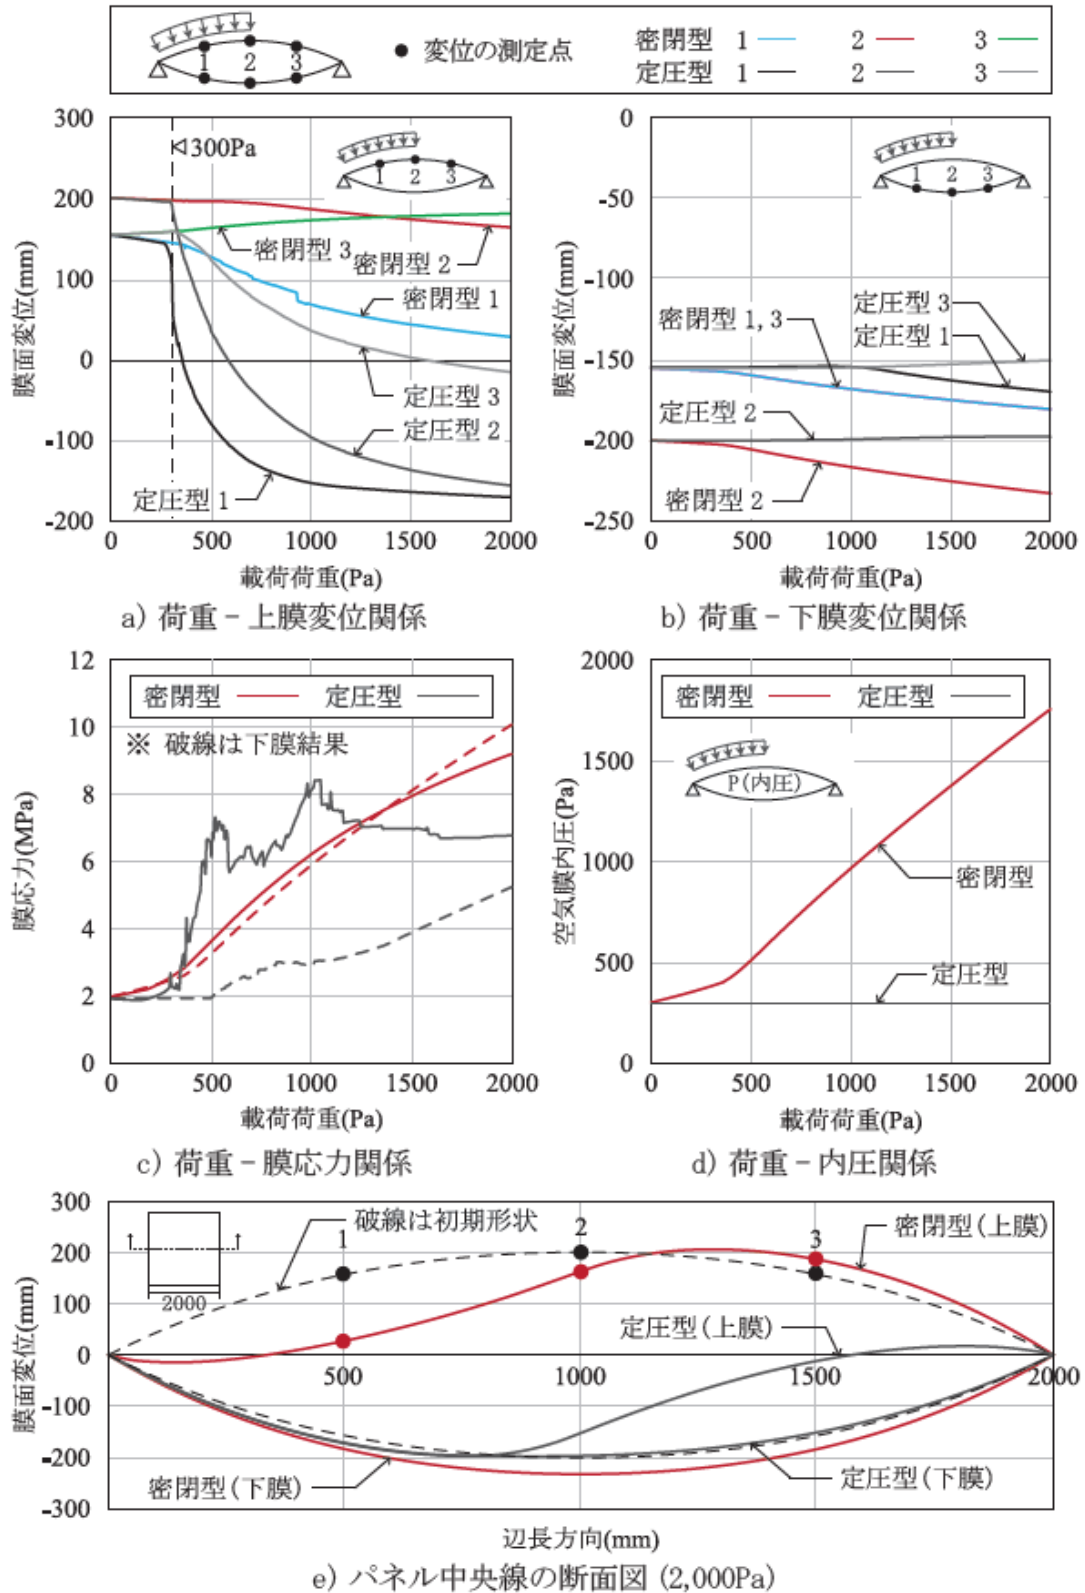 1 2 3
● 変位の測定点
密閉型 1 2 3
定圧型 1 2 3
300
200
100
0
-100
-200
膜面変位(mm)
300Pa
1 2 3
密閉型 3
密閉型 2
密閉型 1
定圧型 3
定圧型 2
定圧型 1
0 500 1000 1500 2000
載荷荷重(Pa)
a) 荷重－上膜変位関係
0
-50
-100
-150
-200
-250
膜面変位(mm)
1 2 3
密閉型 1,3
定圧型 3
定圧型 1
定圧型 2
密閉型 2
0 500 1000 1500 2000
載荷荷重(Pa)
b) 荷重－下膜変位関係
12
10
8
6
4
2
0
膜応力(MPa)
密閉型 定圧型
※ 破線は下膜結果
0 500 1000 1500 2000
載荷荷重(Pa)
c) 荷重－膜応力関係
2000
1500
1000
500
0
空気膜内圧(Pa)
密閉型 定圧型
P(内圧)
密閉型
定圧型
0 500 1000 1500 2000
載荷荷重(Pa)
d) 荷重－内圧関係
300
200
100
0
-100
-200
-300
膜面変位(mm)
2000
破線は初期形状
1 2 3
密閉型(上膜)
定圧型(上膜)
500 1000 1500 2000
密閉型(下膜)
定圧型(下膜)
辺長方向(mm)
e) パネル中央線の断面図 (2,000Pa)